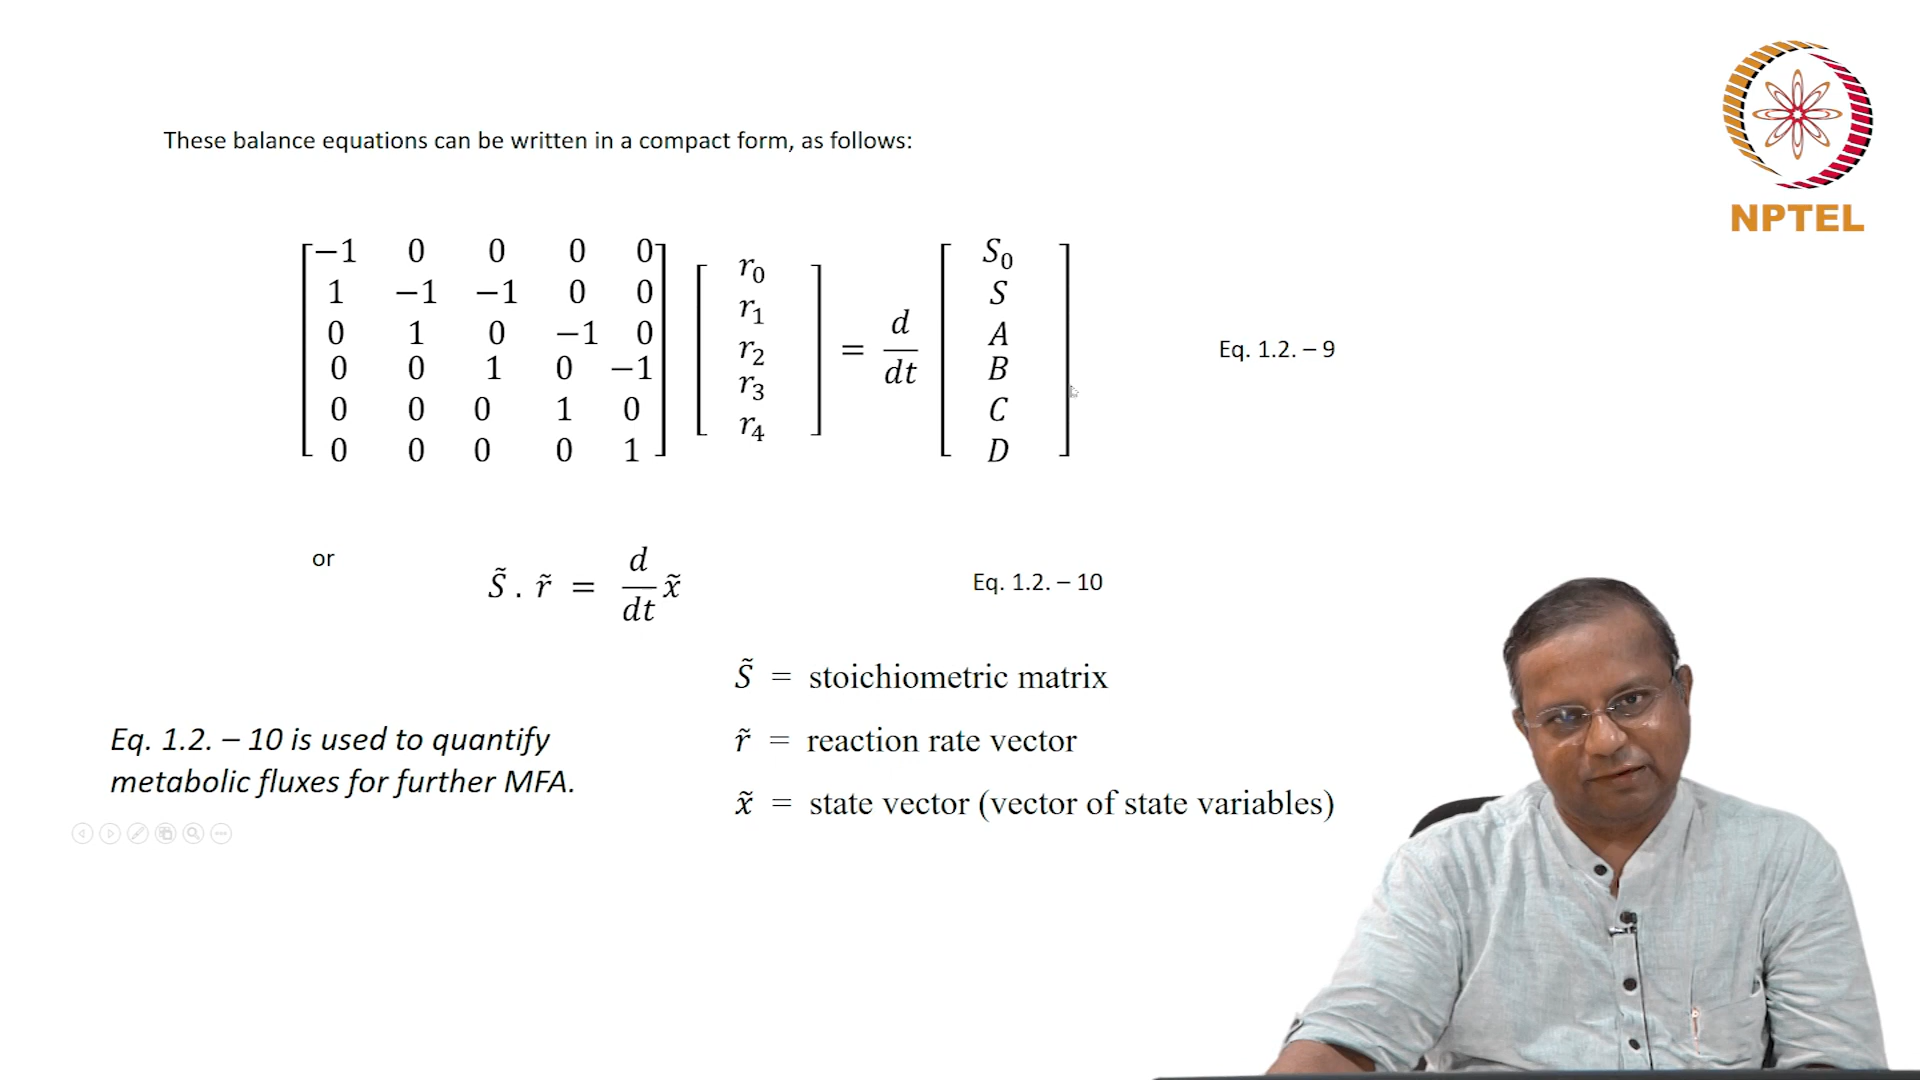 NPTEL
These balance equations can be written in a compact form, as follows:
−1 0 0 0 0
1 −1 −1 0 0
0 1 0 −1 0
0 0 1 0 −1
0 0 0 1 0
0 0 0 0 1
r₀
r₁
r₂
r₃
r₄
= d/dt
S₀
S
A
B
C
D
Eq. 1.2. – 9
or
S̃ . r̃ = d/dt x̃
Eq. 1.2. – 10
S̃ = stoichiometric matrix
r̃ = reaction rate vector
x̃ = state vector (vector of state variables)
Eq. 1.2. – 10 is used to quantify
metabolic fluxes for further MFA.